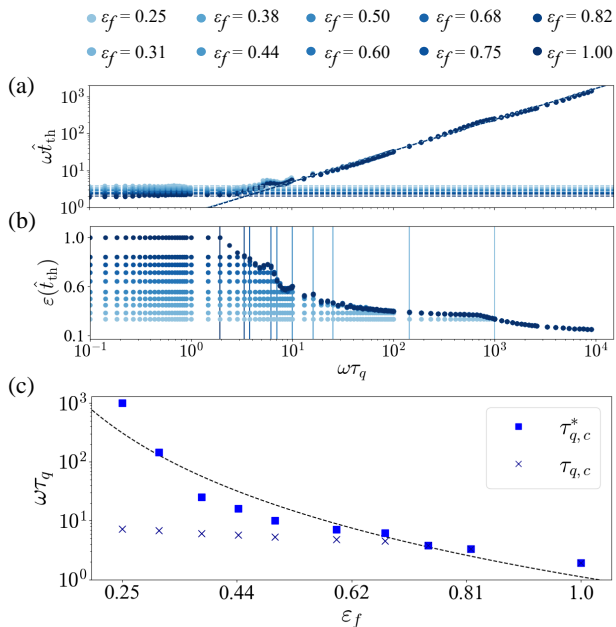 ε_f = 0.25 ε_f = 0.38 ε_f = 0.50 ε_f = 0.68 ε_f = 0.82
ε_f = 0.31 ε_f = 0.44 ε_f = 0.60 ε_f = 0.75 ε_f = 1.00
(a)
10^3
10^2
10^1
10^0
ωt̂_th
(b)
1.0
0.6
0.1
ε(t̂_th)
10^−1 10^0 10^1 10^2 10^3 10^4
ωτ_q
(c)
10^3
10^2
10^1
10^0
ωτ_q
τ*_{q,c}
τ_{q,c}
0.25 0.44 0.62 0.81 1.0
ε_f